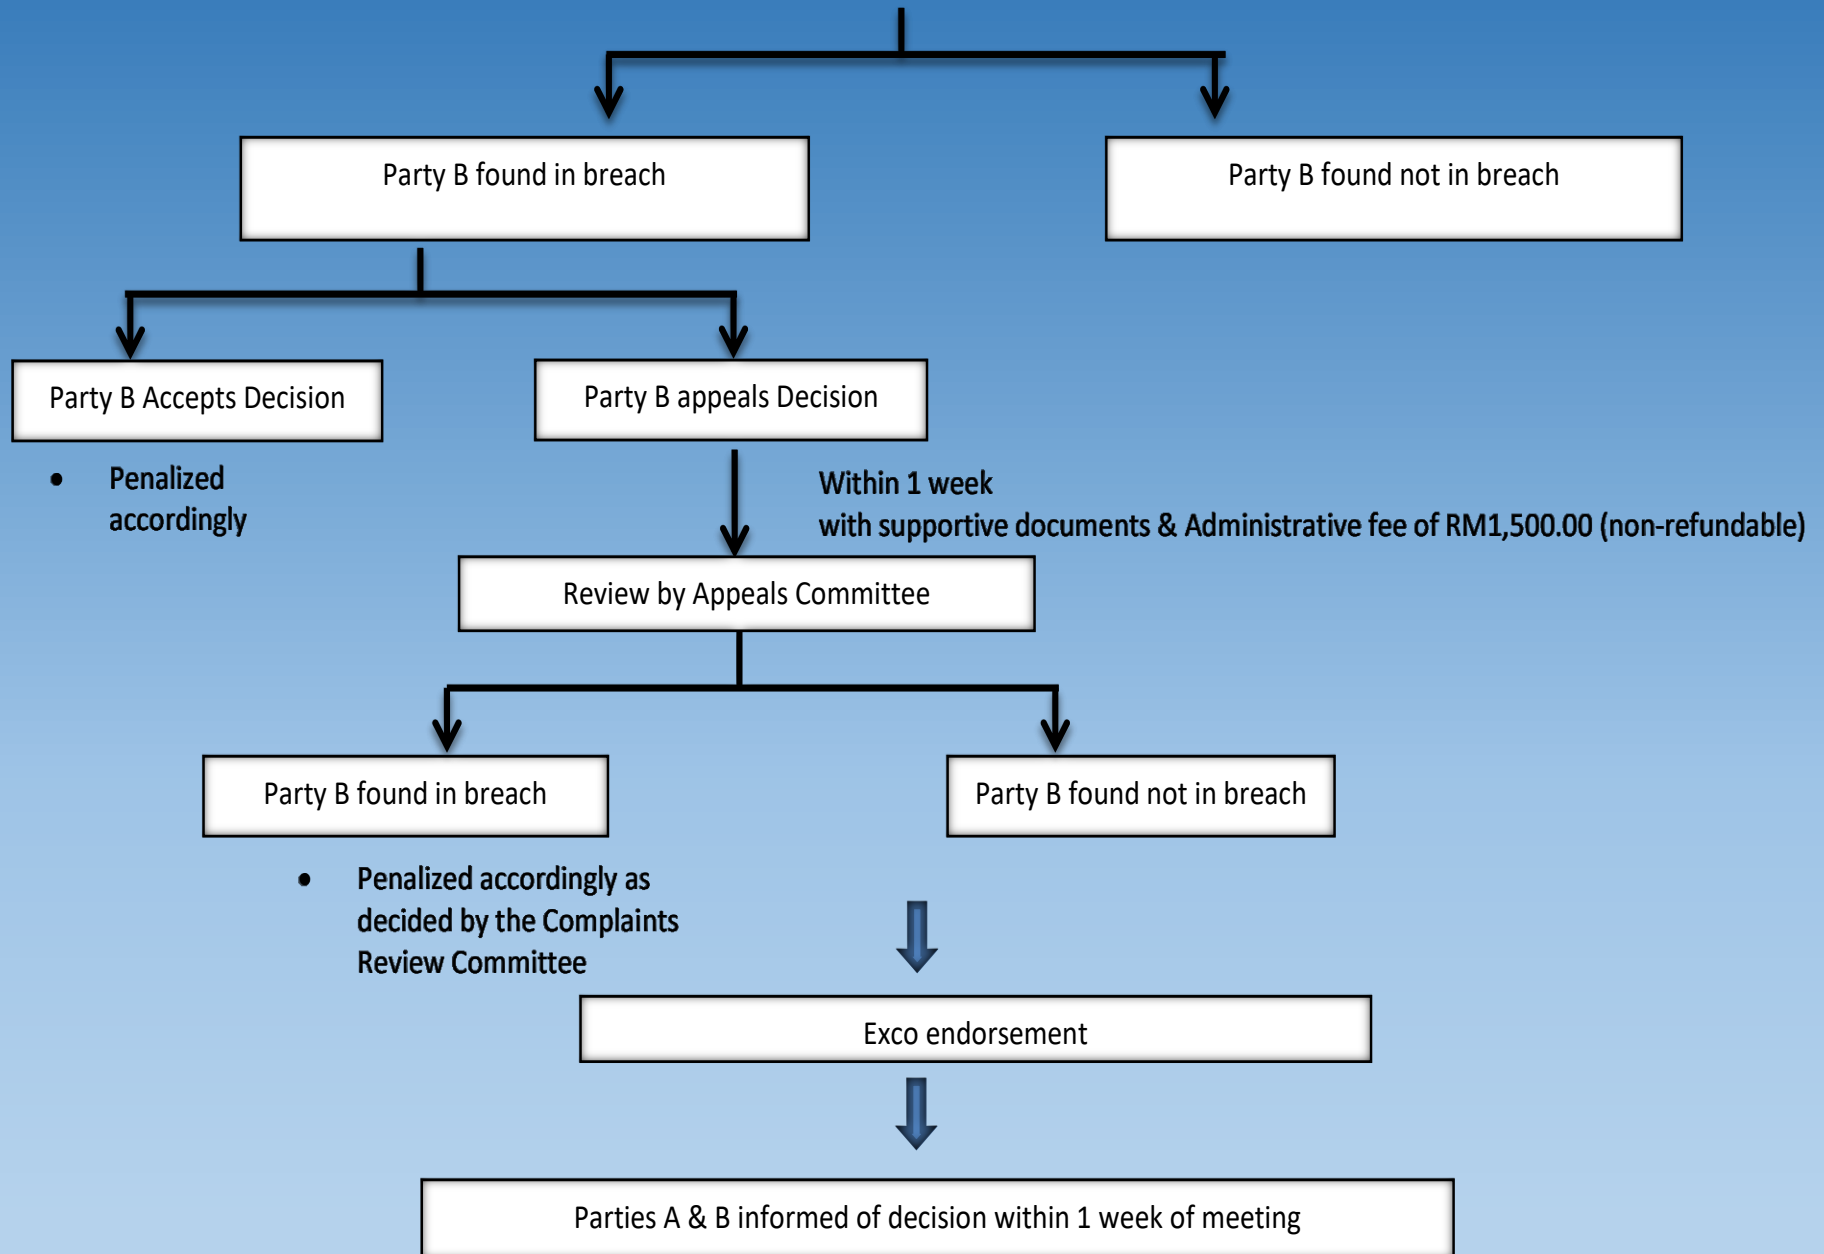 Party B found in breach
Party B found not in breach
Party B Accepts Decision
Party B appeals Decision
• Penalized
accordingly
Within 1 week
with supportive documents & Administrative fee of RM1,500.00 (non-refundable)
Review by Appeals Committee
Party B found in breach
Party B found not in breach
• Penalized accordingly as
decided by the Complaints
Review Committee
Exco endorsement
Parties A & B informed of decision within 1 week of meeting